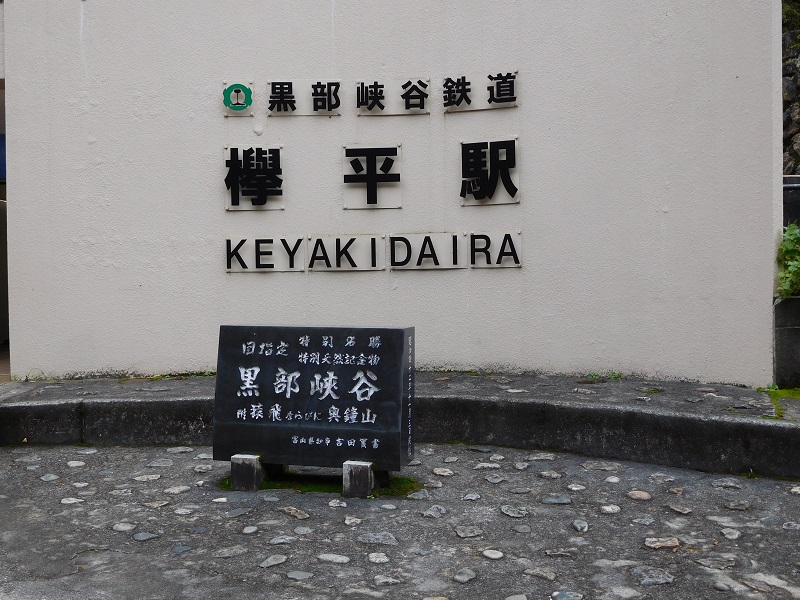 黒部峡谷鉄道
欅平駅
KEYAKIDAIRA
国指定 特別名勝
特別天然記念物
黒部峡谷
附猿飛ならびに奥鐘山
富山県知事 吉田實書